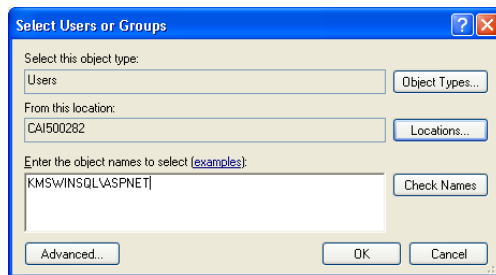 Select Users or Groups
Select this object type:
Users
Object Types...
From this location:
CAI500282
Locations...
Enter the object names to select (examples):
KMSWINSQL\ASPNET
Check Names
Advanced...
OK
Cancel